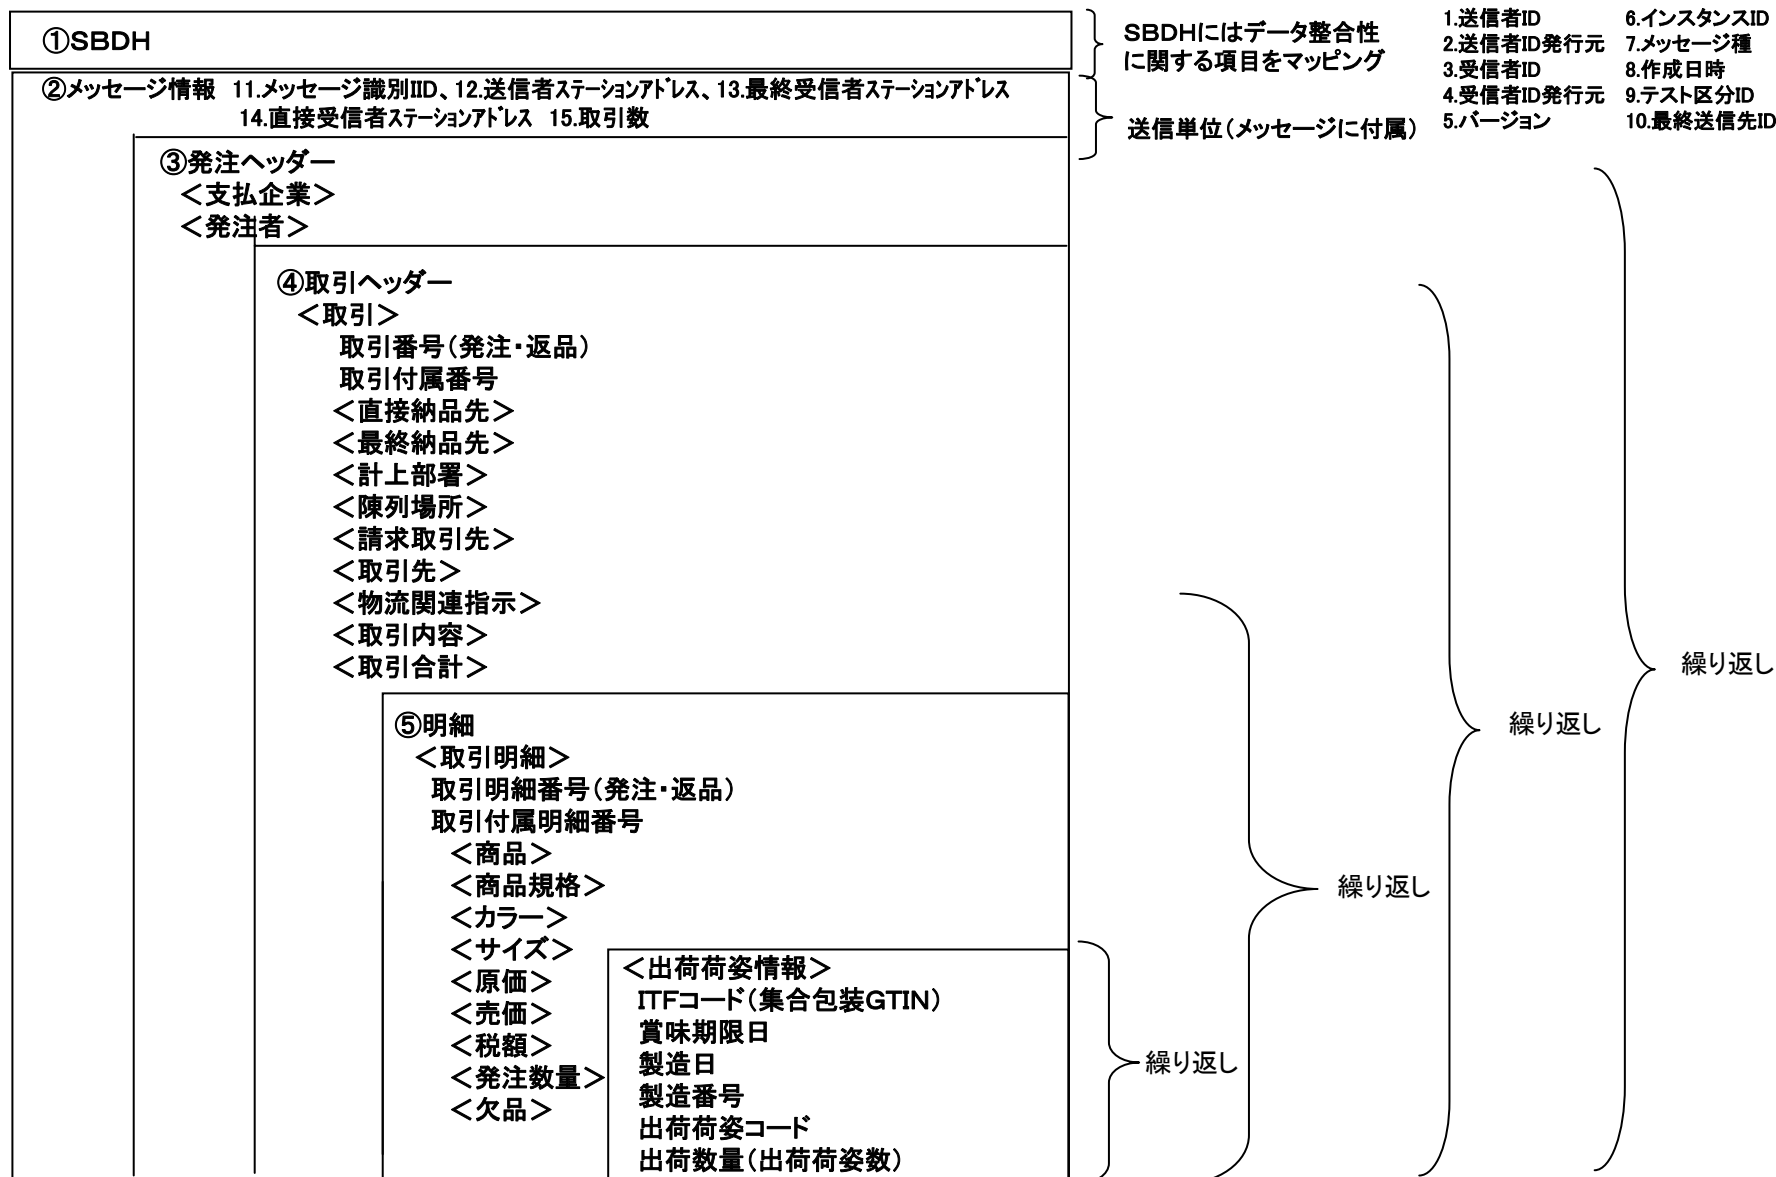 ①SBDH
SBDHにはデータ整合性
に関する項目をマッピング
1.送信者ID
2.送信者ID発行元
3.受信者ID
4.受信者ID発行元
5.バージョン
6.インスタンスID
7.メッセージ種
8.作成日時
9.テスト区分ID
10.最終送信先ID
②メッセージ情報 11.メッセージ識別IID、12.送信者ステーションアドレス、13.最終受信者ステーションアドレス
14.直接受信者ステーションアドレス 15.取引数
送信単位（メッセージに付属）
③発注ヘッダー
＜支払企業＞
＜発注者＞
④取引ヘッダー
＜取引＞
取引番号（発注・返品）
取引付属番号
＜直接納品先＞
＜最終納品先＞
＜計上部署＞
＜陳列場所＞
＜請求取引先＞
＜取引先＞
＜物流関連指示＞
＜取引内容＞
＜取引合計＞
⑤明細
＜取引明細＞
取引明細番号（発注・返品）
取引付属明細番号
＜商品＞
＜商品規格＞
＜カラー＞
＜サイズ＞
＜原価＞
＜売価＞
＜税額＞
＜発注数量＞
＜欠品＞
＜出荷荷姿情報＞
ITFコード（集合包装GTIN）
賞味期限日
製造日
製造番号
出荷荷姿コード
出荷数量（出荷荷姿数）
繰り返し
繰り返し
繰り返し
繰り返し